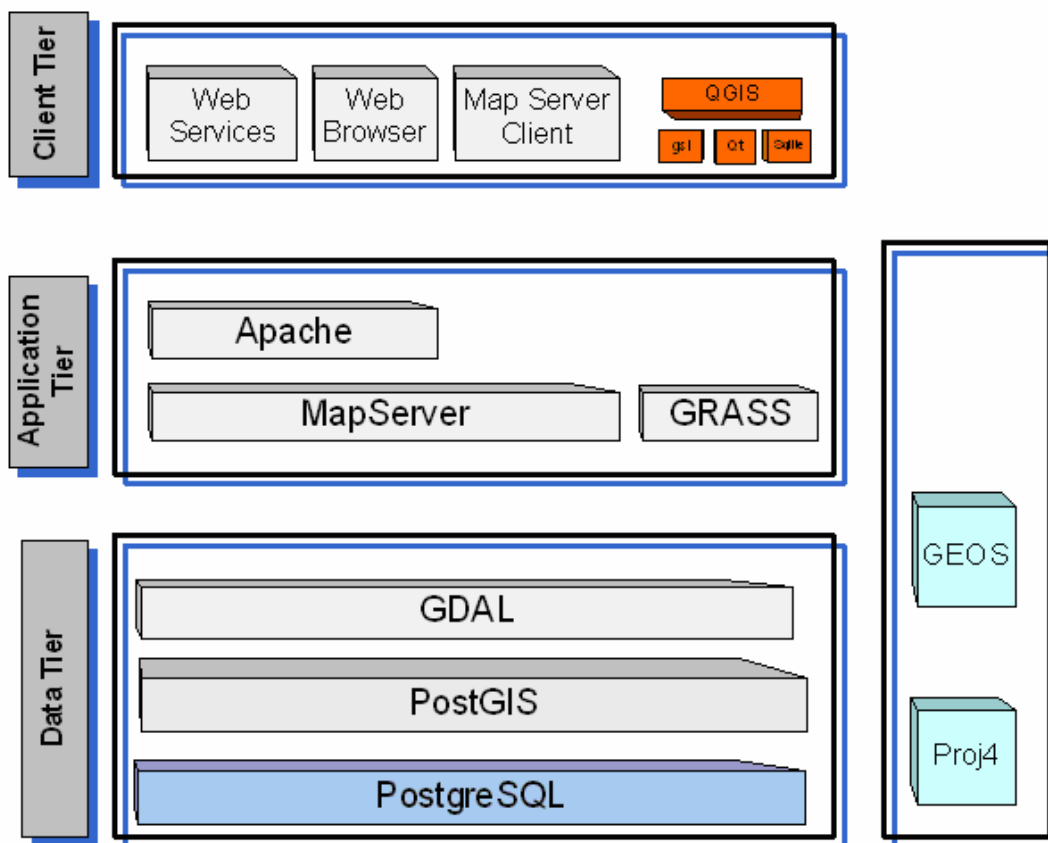 Client Tier
Web
Services
Web
Browser
Map Server
Client
QGIS
gsl
Qt
Sqlite
Application
Tier
Apache
MapServer
GRASS
Data Tier
GDAL
PostGIS
PostgreSQL
GEOS
Proj4